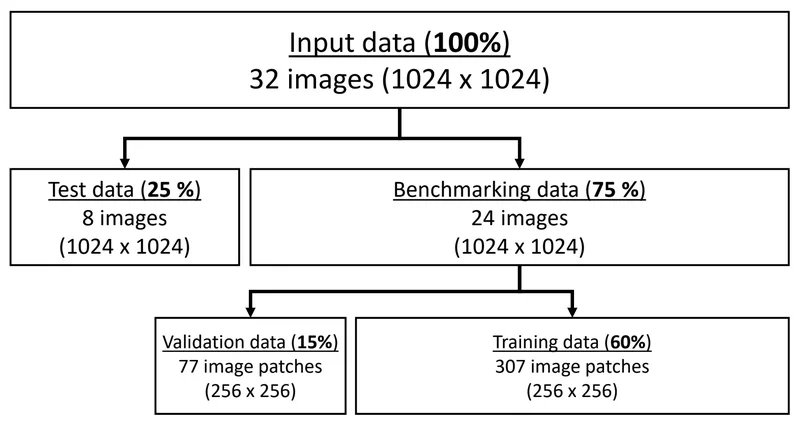 Input data (100%)
32 images (1024 x 1024)
Test data (25 %)
8 images
(1024 x 1024)
Benchmarking data (75 %)
24 images
(1024 x 1024)
Validation data (15%)
77 image patches
(256 x 256)
Training data (60%)
307 image patches
(256 x 256)